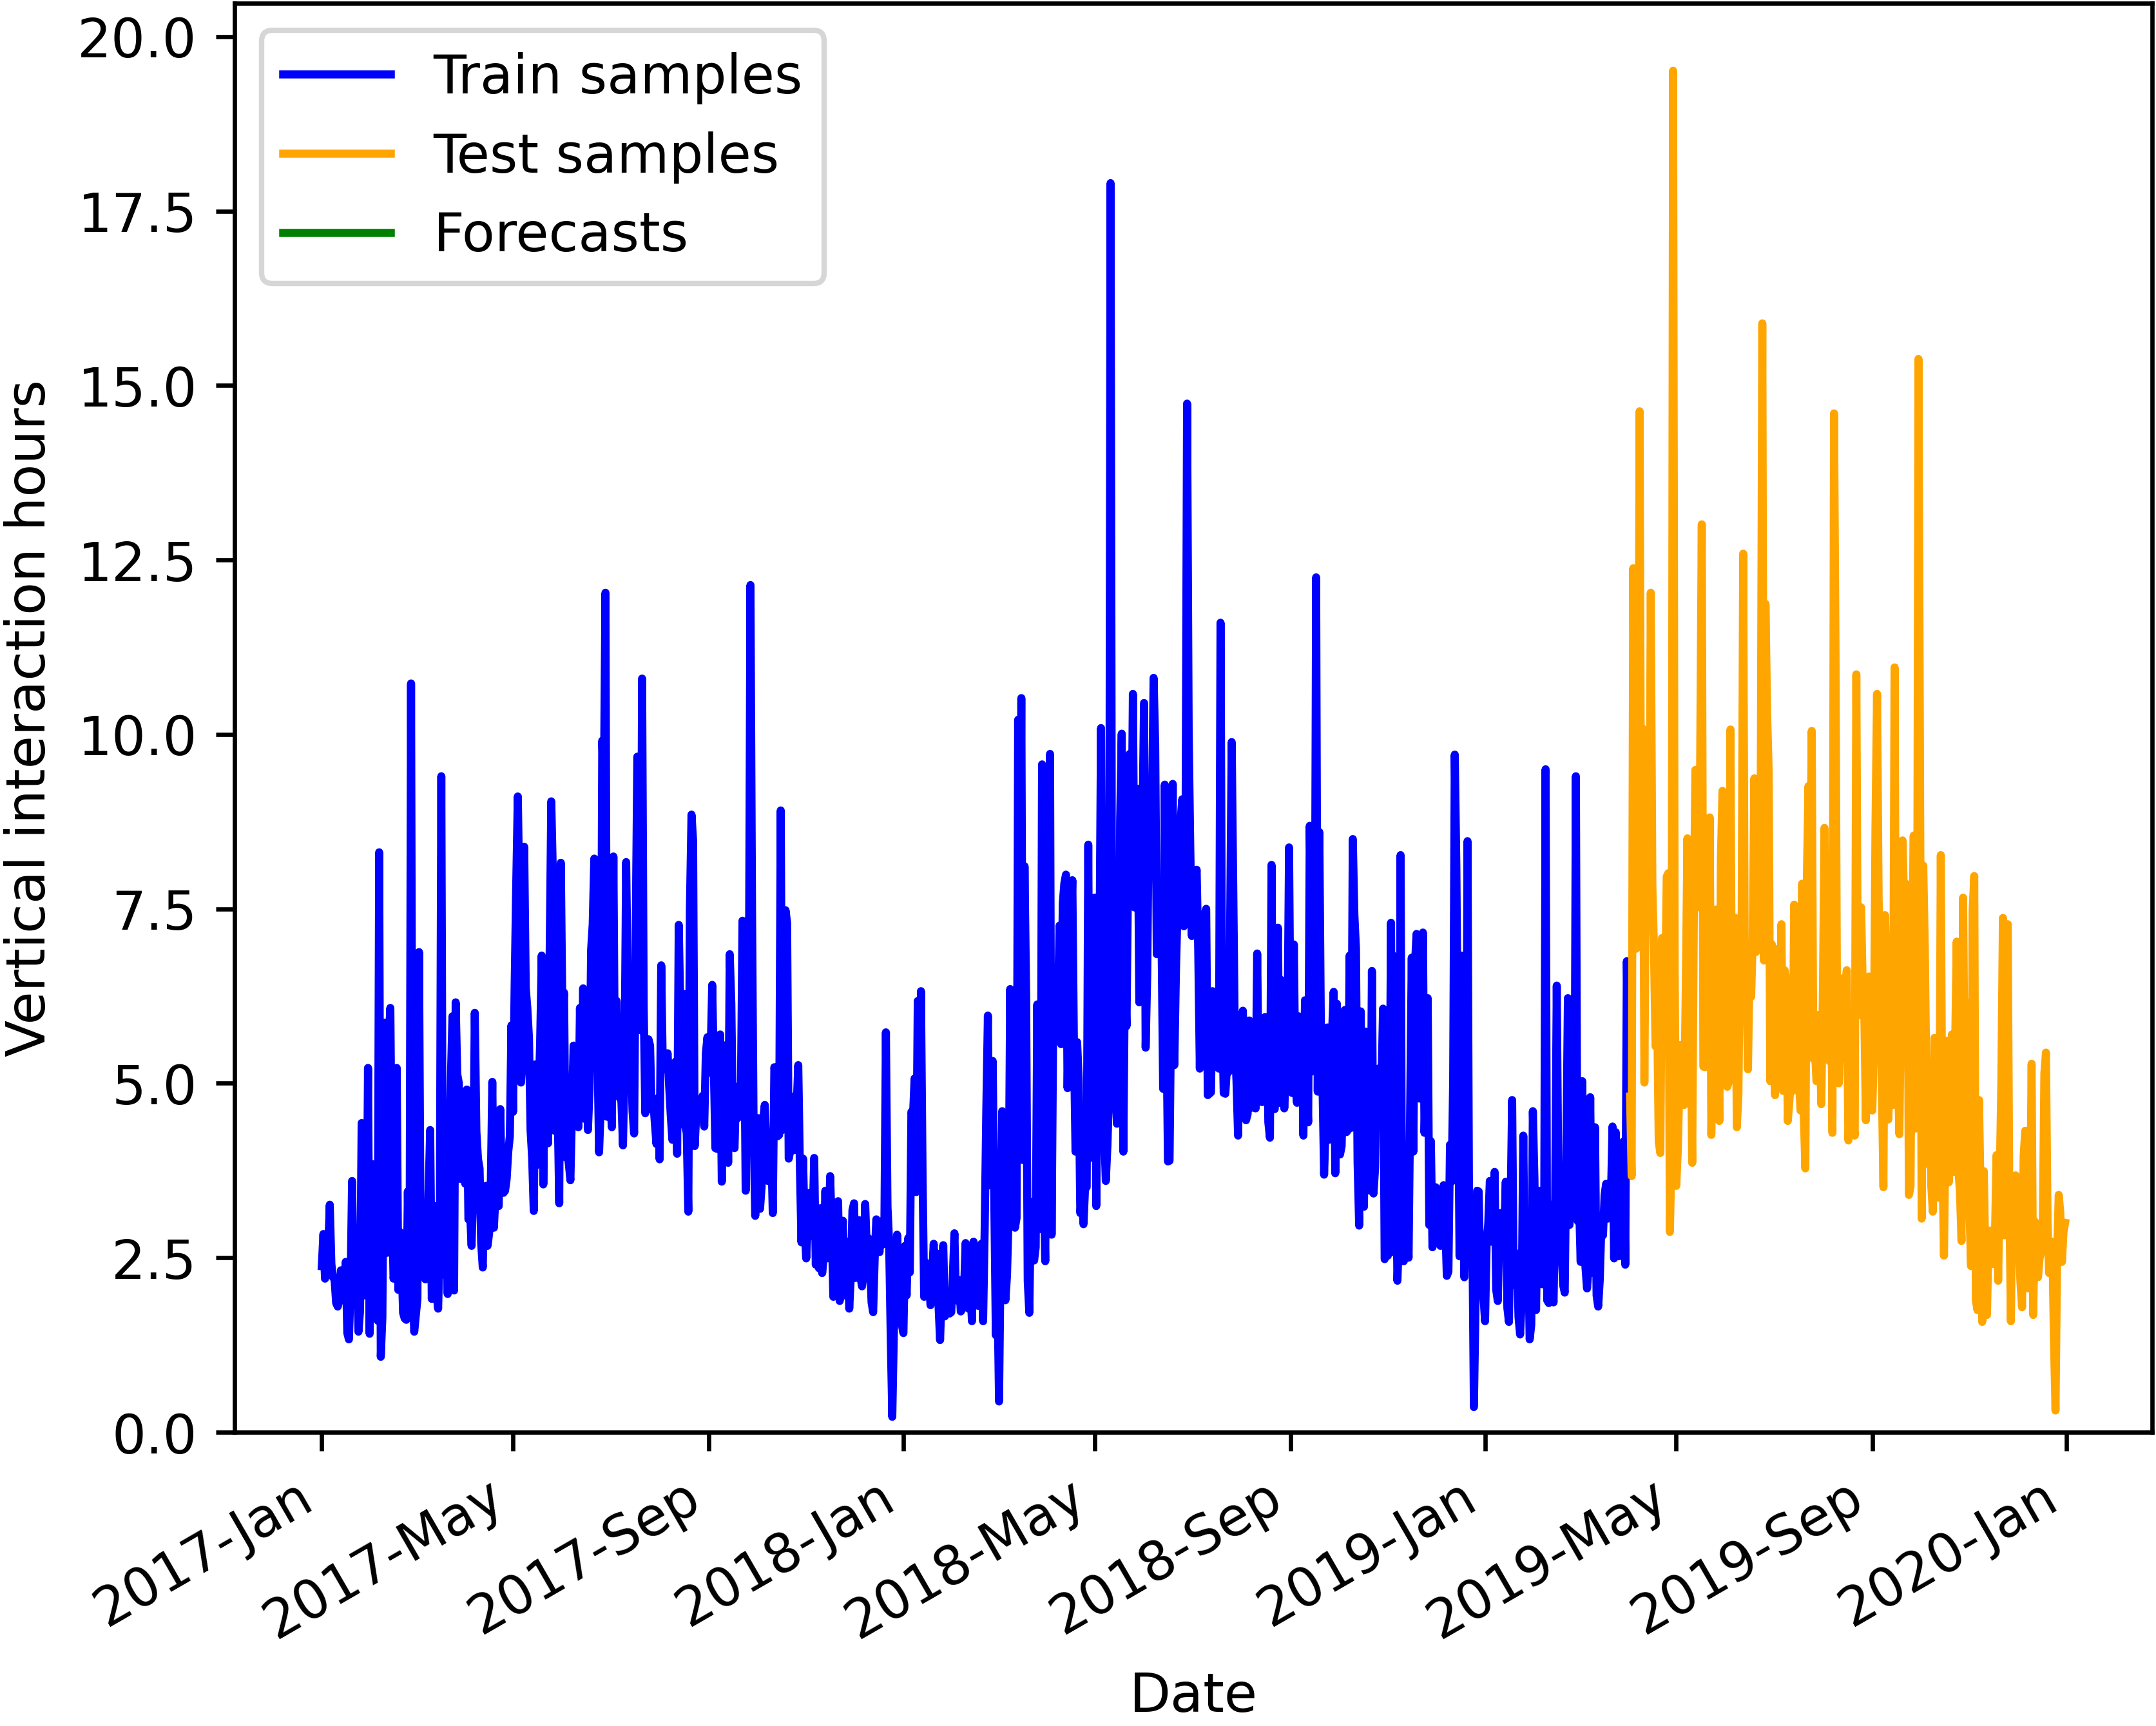 20.0
17.5
15.0
12.5
10.0
7.5
5.0
2.5
0.0
Vertical interaction hours
Train samples
Test samples
Forecasts
2017-Jan
2017-May
2017-Sep
2018-Jan
2018-May
2018-Sep
2019-Jan
2019-May
2019-Sep
2020-Jan
Date